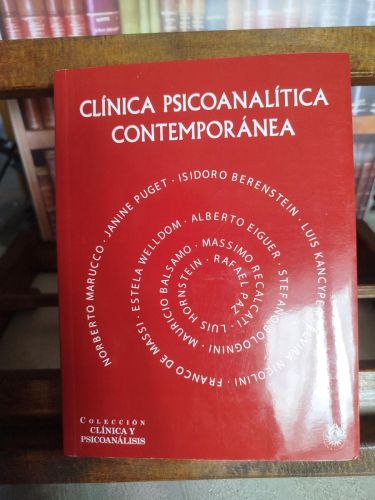 CLÍNICA PSICOANALÍTICA
CONTEMPORÁNEA
NORBERTO MARUCCO · JANINE PUGET · ISIDORO BERENSTEIN · LUIS KANCYPER
ELVIRA NICOLINI · FRANCO DE MASSI · ESTELA WELLDOM · ALBERTO EIGUER · STEFANO BOLOGNINI · MAURICIO BALSAMO · MASSIMO RECALCATI · LUIS HORNSTEIN · RAFAEL PAZ
COLECCIÓN
CLÍNICA Y
PSICOANÁLISIS